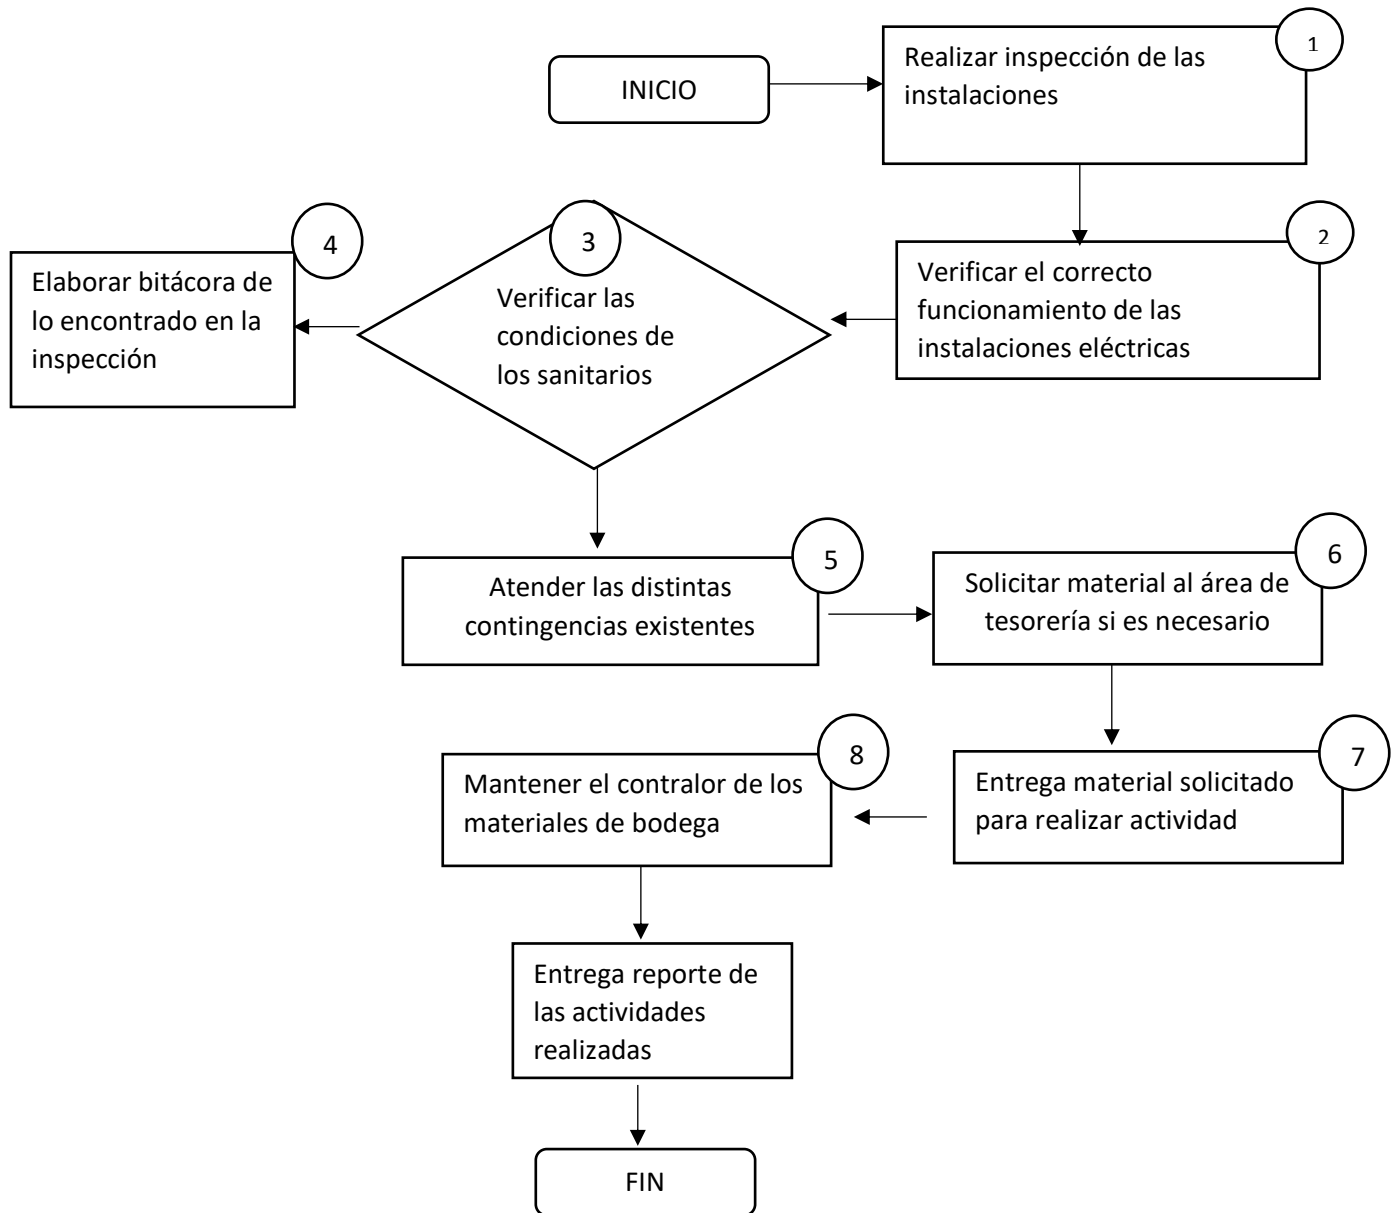 INICIO
1
Realizar inspección de las
instalaciones
2
Verificar el correcto
funcionamiento de las
instalaciones eléctricas
3
Verificar las
condiciones de
los sanitarios
4
Elaborar bitácora de
lo encontrado en la
inspección
5
Atender las distintas
contingencias existentes
6
Solicitar material al área de
tesorería si es necesario
7
Entrega material solicitado
para realizar actividad
8
Mantener el contralor de los
materiales de bodega
Entrega reporte de
las actividades
realizadas
FIN